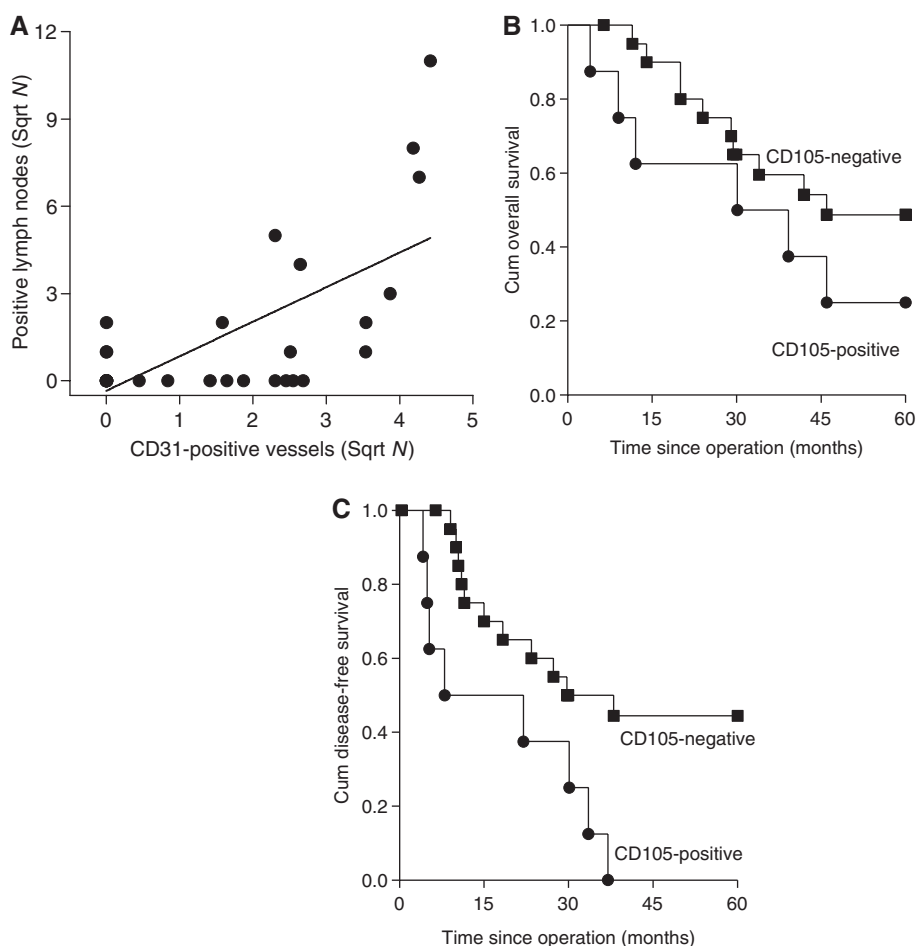 A
12
9
6
3
0
Positive lymph nodes (Sqrt N)
0 1 2 3 4 5
CD31-positive vessels (Sqrt N)
B
1.0
0.8
0.6
0.4
0.2
0.0
Cum overall survival
CD105-negative
CD105-positive
0 15 30 45 60
Time since operation (months)
C
1.0
0.8
0.6
0.4
0.2
0.0
Cum disease-free survival
CD105-negative
CD105-positive
0 15 30 45 60
Time since operation (months)